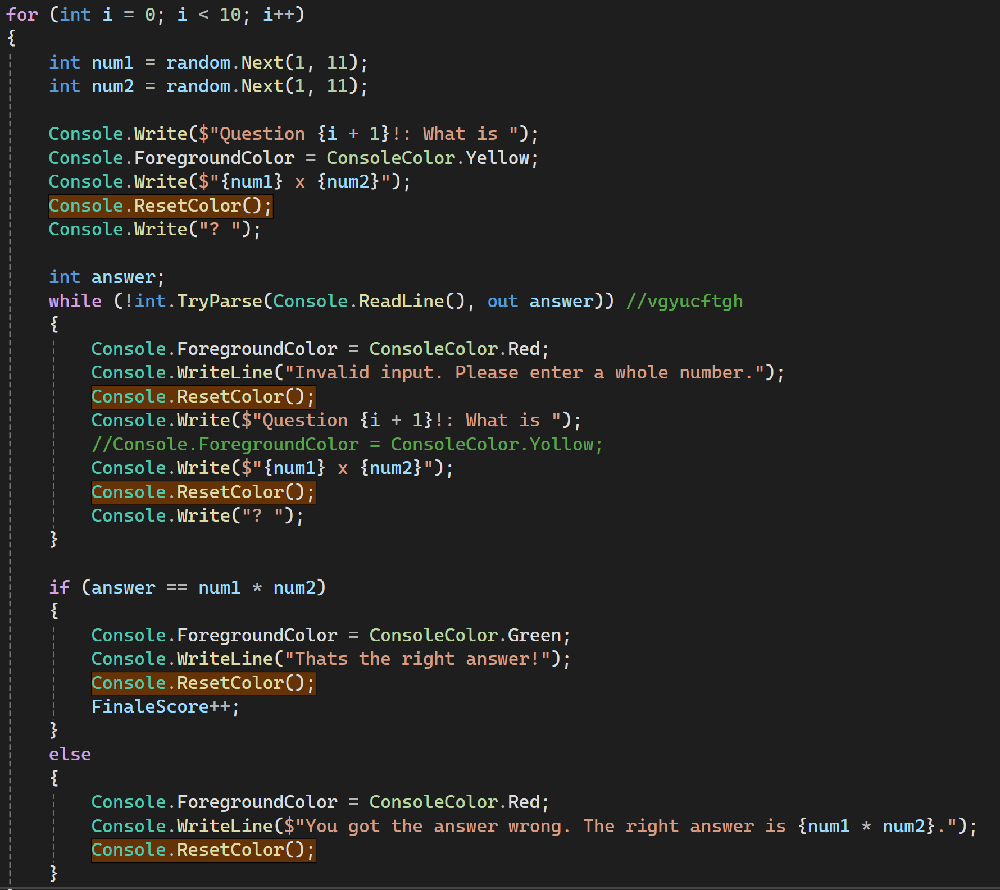 for (int i = 0; i < 10; i++)
{
    int num1 = random.Next(1, 11);
    int num2 = random.Next(1, 11);

    Console.Write($"Question {i + 1}!: What is ");
    Console.ForegroundColor = ConsoleColor.Yellow;
    Console.Write($"{num1} x {num2}");
    Console.ResetColor();
    Console.Write("? ");

    int answer;
    while (!int.TryParse(Console.ReadLine(), out answer)) //vgyucftgh
    {
        Console.ForegroundColor = ConsoleColor.Red;
        Console.WriteLine("Invalid input. Please enter a whole number.");
        Console.ResetColor();
        Console.Write($"Question {i + 1}!: What is ");
        //Console.ForegroundColor = ConsoleColor.Yollow;
        Console.Write($"{num1} x {num2}");
        Console.ResetColor();
        Console.Write("? ");
    }

    if (answer == num1 * num2)
    {
        Console.ForegroundColor = ConsoleColor.Green;
        Console.WriteLine("Thats the right answer!");
        Console.ResetColor();
        FinaleScore++;
    }
    else
    {
        Console.ForegroundColor = ConsoleColor.Red;
        Console.WriteLine($"You got the answer wrong. The right answer is {num1 * num2}.");
        Console.ResetColor();
    }